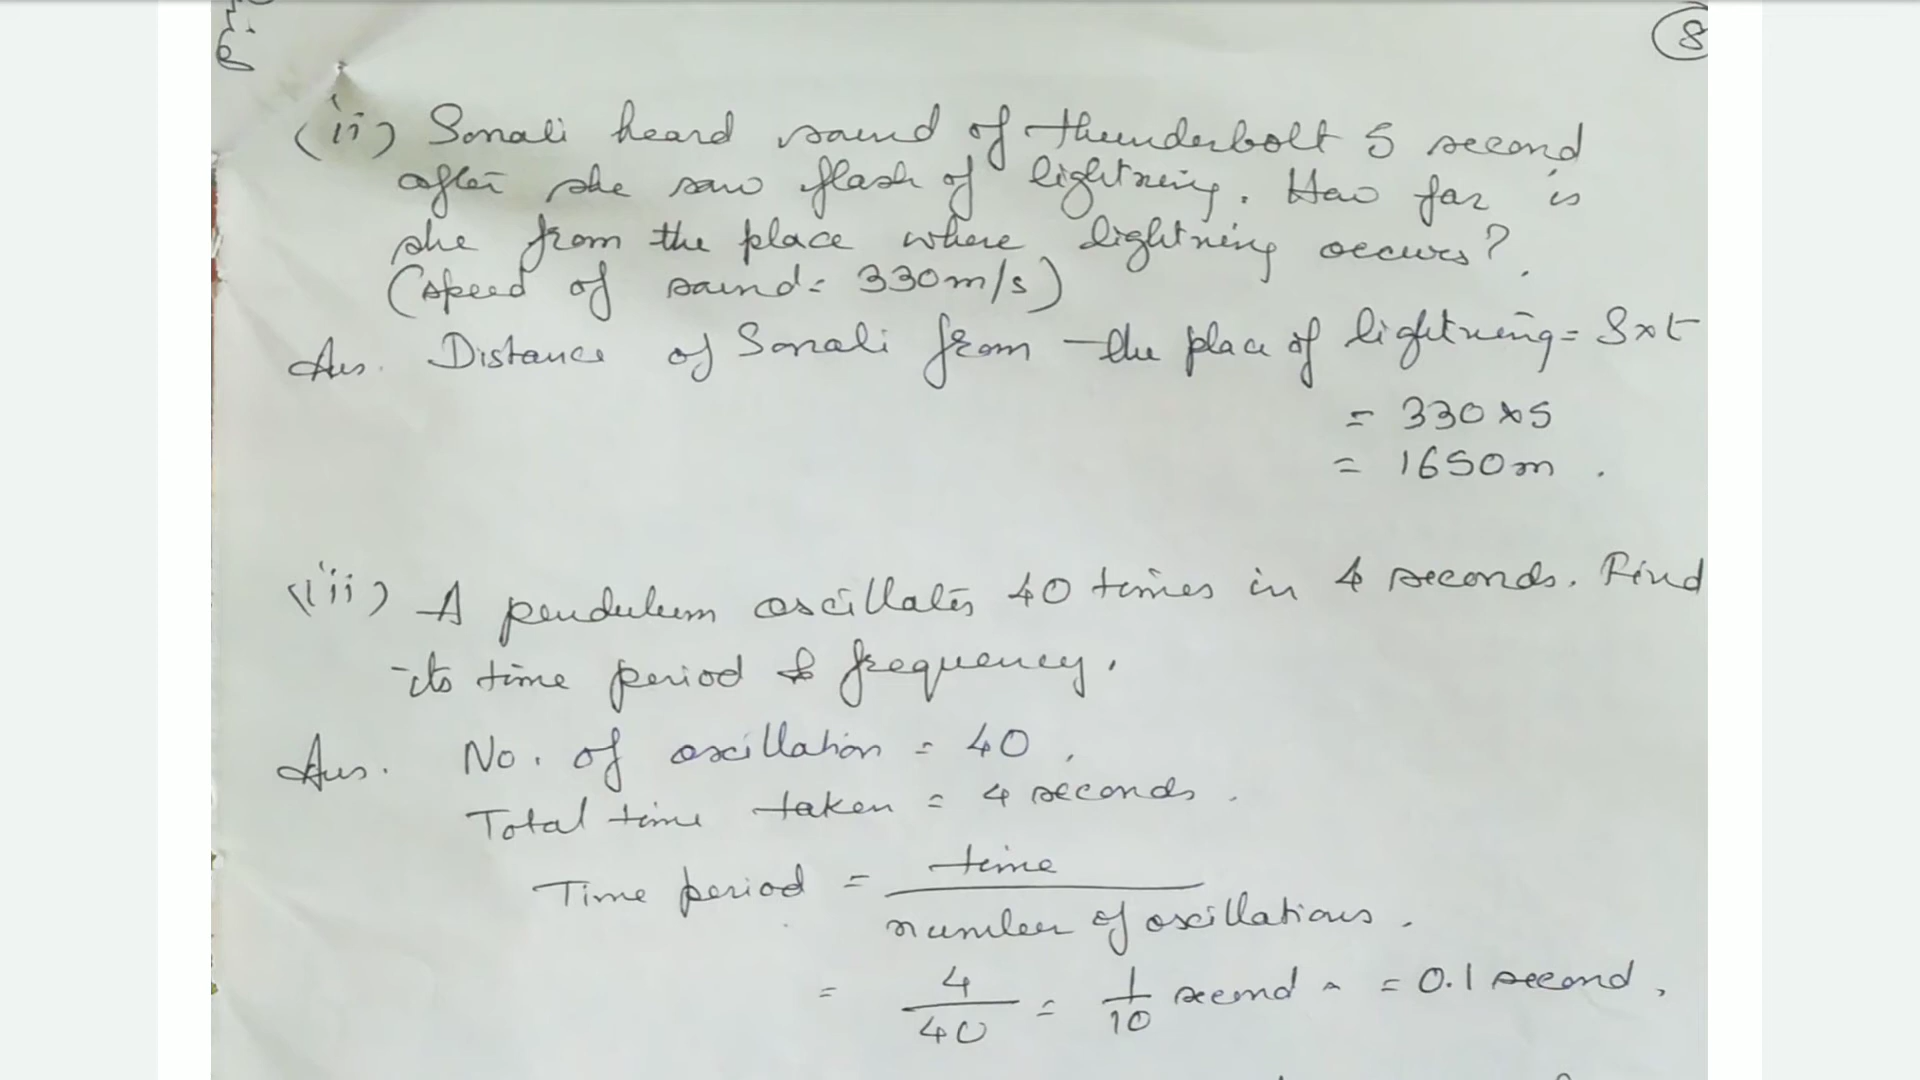 8
(ii) Sonali heard sound of thunderbolt 5 second
after she saw flash of lightning. How far is
she from the place where lightning occurs?
(speed of sound = 330m/s)
Ans. Distance of Sonali from the place of lightning = S×t
= 330×5
= 1650m.
(iii) A pendulum oscillates 40 times in 4 seconds. Find
its time period & frequency.
Ans. No. of oscillation = 40.
Total time taken = 4 seconds.
Time period = time
number of oscillations.
= 4/40 = 1/10 second = 0.1 second.